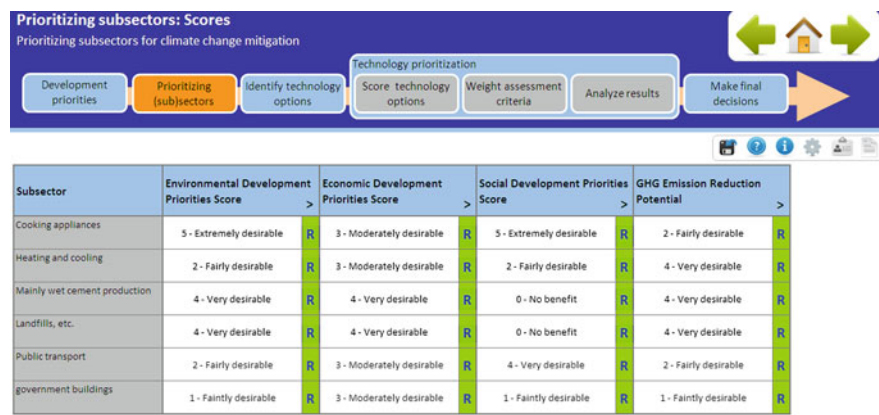 Prioritizing subsectors: Scores
Prioritizing subsectors for climate change mitigation
Technology prioritization
Development
priorities
Prioritizing
(sub)sectors
Identify technology
options
Score technology
options
Weight assessment
criteria
Analyze results
Make final
decisions
Subsector
Environmental Development
Priorities Score >
Economic Development
Priorities Score >
Social Development Priorities
Score >
GHG Emission Reduction
Potential >
Cooking appliances 5 - Extremely desirable R 3 - Moderately desirable R 5 - Extremely desirable R 2 - Fairly desirable R
Heating and cooling 2 - Fairly desirable R 3 - Moderately desirable R 2 - Fairly desirable R 4 - Very desirable R
Mainly wet cement production 4 - Very desirable R 4 - Very desirable R 0 - No benefit R 4 - Very desirable R
Landfills, etc. 4 - Very desirable R 4 - Very desirable R 0 - No benefit R 4 - Very desirable R
Public transport 2 - Fairly desirable R 3 - Moderately desirable R 4 - Very desirable R 2 - Fairly desirable R
government buildings 1 - Faintly desirable R 3 - Moderately desirable R 1 - Faintly desirable R 1 - Faintly desirable R